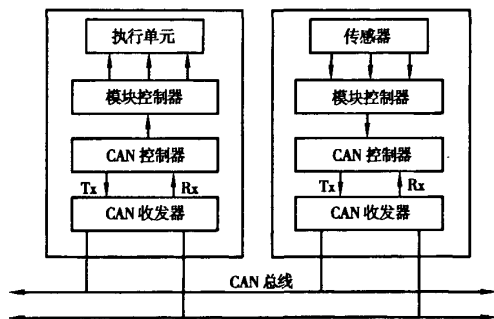 执行单元
模块控制器
CAN 控制器
Tx
Rx
CAN 收发器
传感器
模块控制器
CAN 控制器
Tx
Rx
CAN 收发器
CAN 总线